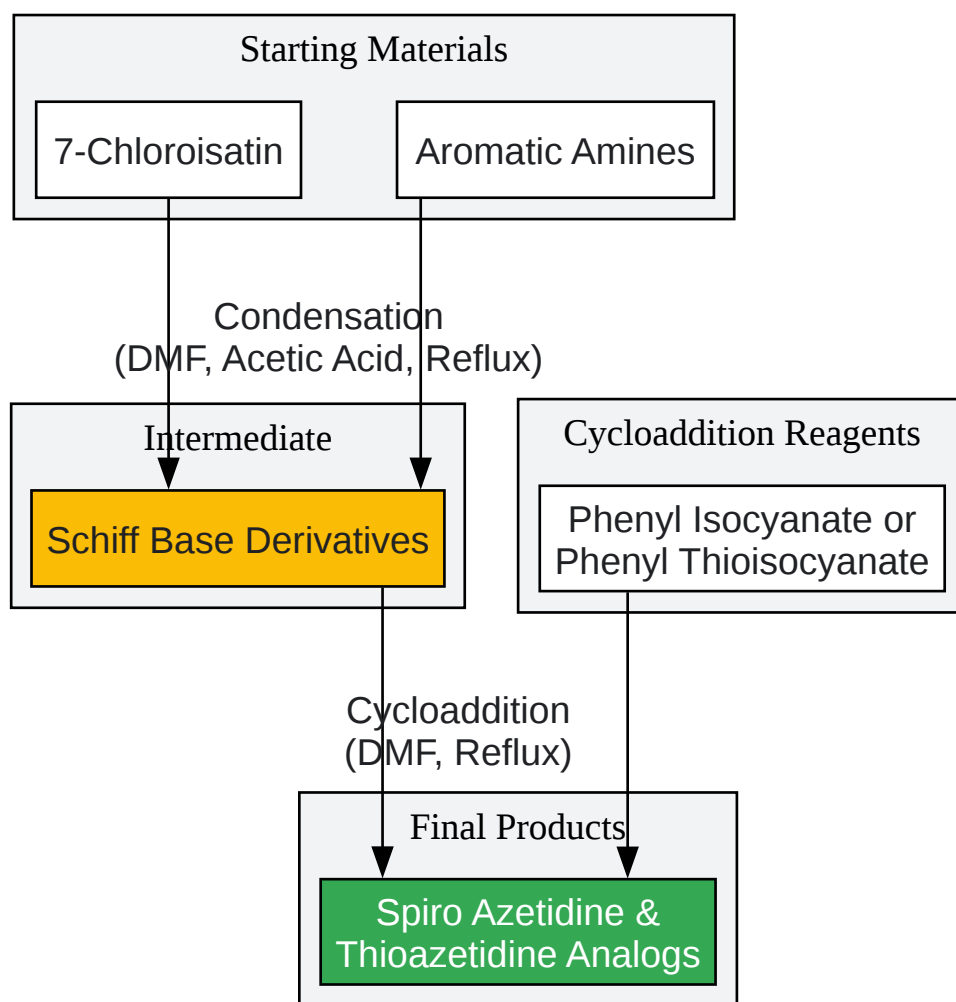 Starting Materials
7-Chloroisatin
Aromatic Amines
Condensation
(DMF, Acetic Acid, Reflux)
Intermediate
Schiff Base Derivatives
Cycloaddition Reagents
Phenyl Isocyanate or
Phenyl Thioisocyanate
Cycloaddition
(DMF, Reflux)
Final Products
Spiro Azetidine &
Thioazetidine Analogs